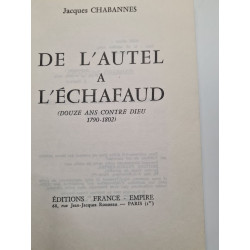 Jacques CHABANNES
DE L'AUTEL
A
L'ÉCHAFAUD
(DOUZE ANS CONTRE DIEU
1790-1802)
ÉDITIONS FRANCE-EMPIRE
68, rue Jean-Jacques Rousseau — PARIS (1er)